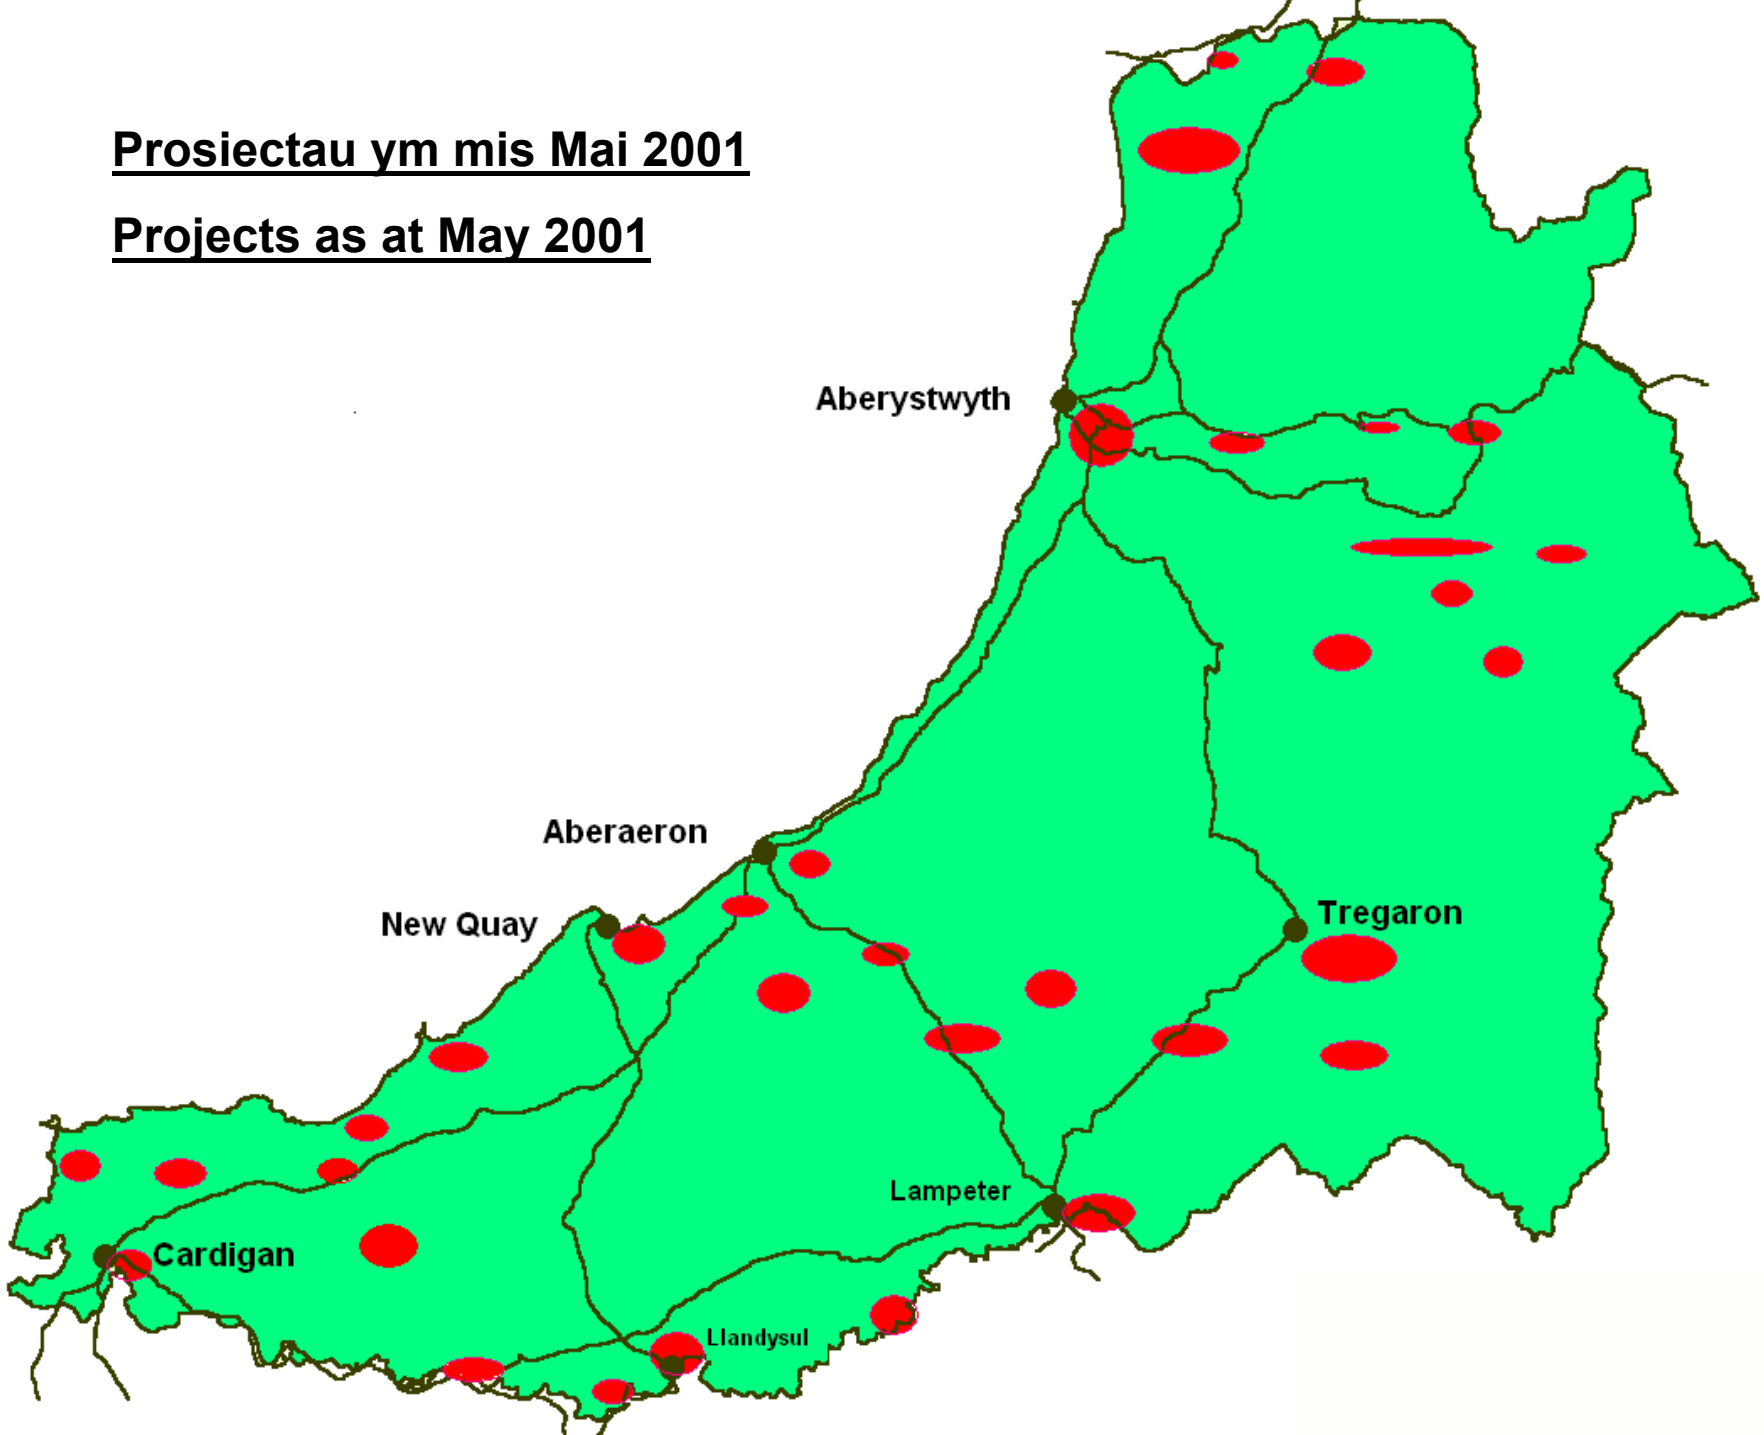 Prosiectau ym mis Mai 2001
Projects as at May 2001
Aberystwyth
Aberaeron
New Quay
Tregaron
Lampeter
Cardigan
Llandysul